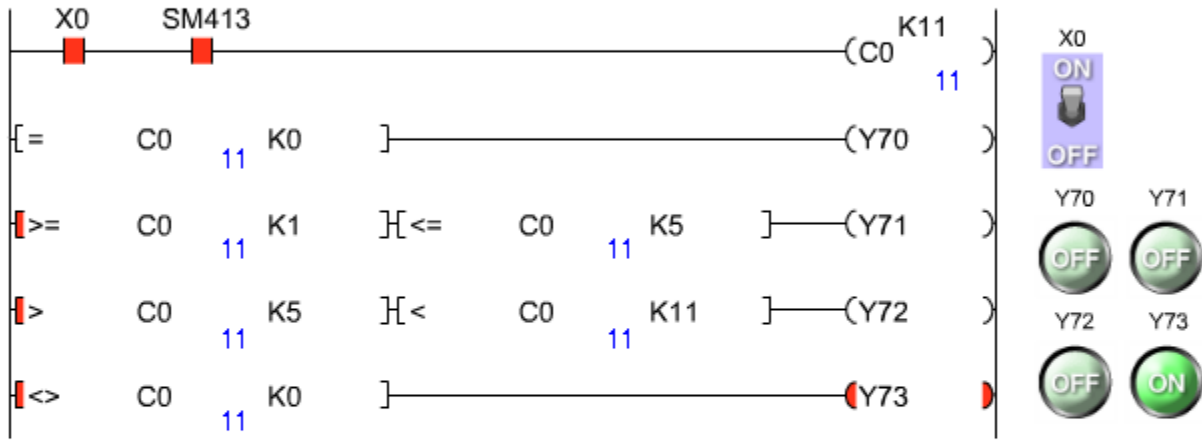 X0 SM413 K11
(C0 )
11
[= C0 K0 ] (Y70 )
11
[>= C0 K1 ][<= C0 K5 ] (Y71 )
11 11
[> C0 K5 ][< C0 K11 ] (Y72 )
11 11
[<> C0 K0 ] (Y73 )
11
X0
ON
OFF
Y70 Y71
OFF OFF
Y72 Y73
OFF ON